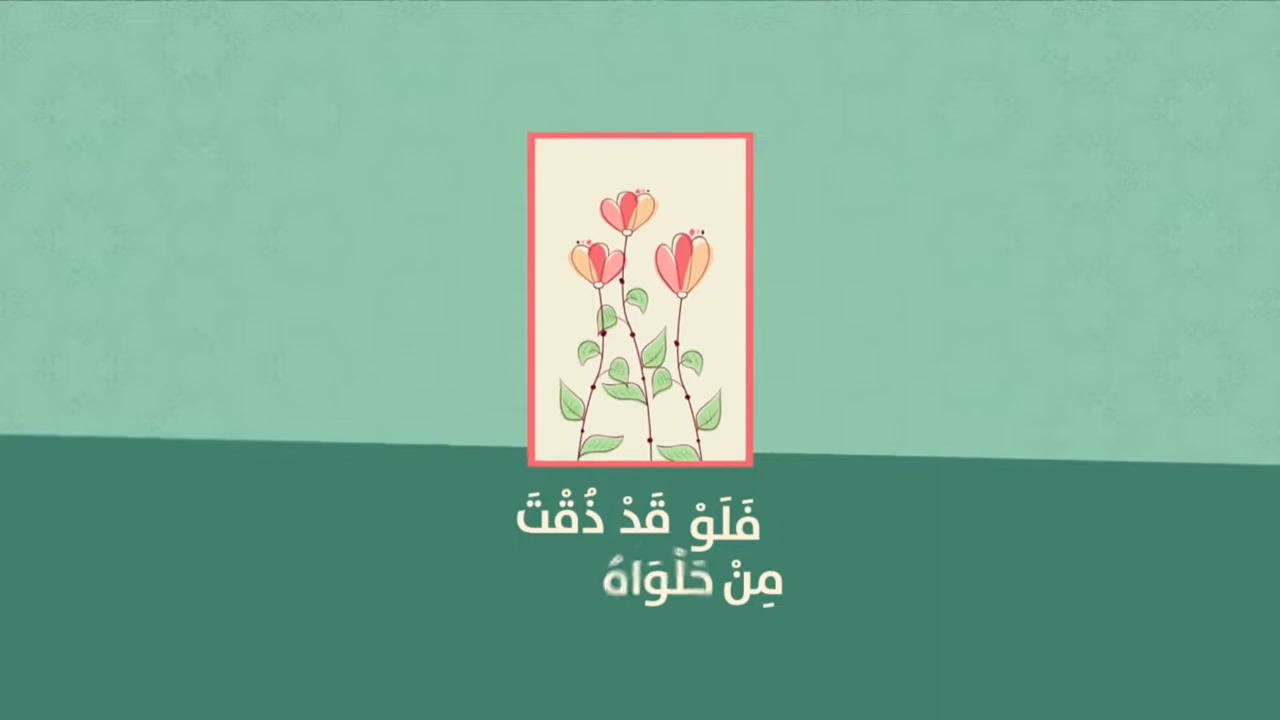 فَلَوْ قَدْ ذُقْتَ
مِنْ حَلْوَاهُ